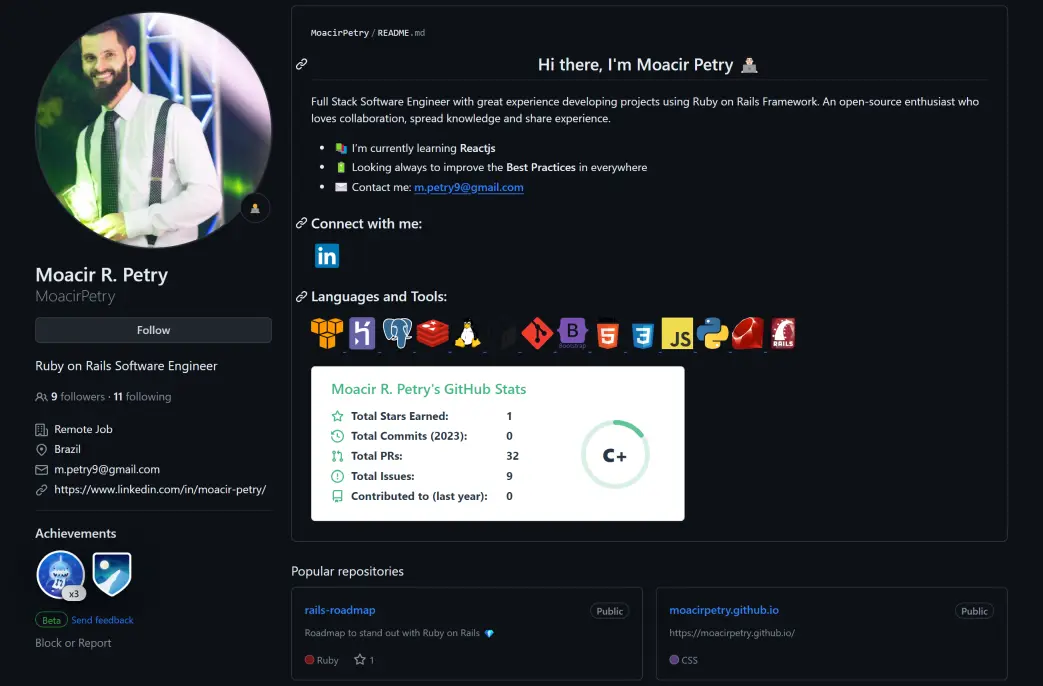 Moacir R. Petry
MoacirPetry
Follow
Ruby on Rails Software Engineer
9 followers · 11 following
Remote Job
Brazil
m.petry9@gmail.com
https://www.linkedin.com/in/moacir-petry/
Achievements
x3
Beta Send feedback
Block or Report
MoacirPetry / README.md
Hi there, I'm Moacir Petry
Full Stack Software Engineer with great experience developing projects using Ruby on Rails Framework. An open-source enthusiast who
loves collaboration, spread knowledge and share experience.
• I'm currently learning Reactjs
• Looking always to improve the Best Practices in everywhere
• Contact me: m.petry9@gmail.com
Connect with me:
in
Languages and Tools:
B Bootstrap 5 3 JS RAILS
Moacir R. Petry's GitHub Stats
Total Stars Earned: 1
Total Commits (2023): 0
Total PRs: 32
Total Issues: 9
Contributed to (last year): 0
C+
Popular repositories
rails-roadmap Public
Roadmap to stand out with Ruby on Rails
Ruby 1
moacirpetry.github.io Public
https://moacirpetry.github.io/
CSS